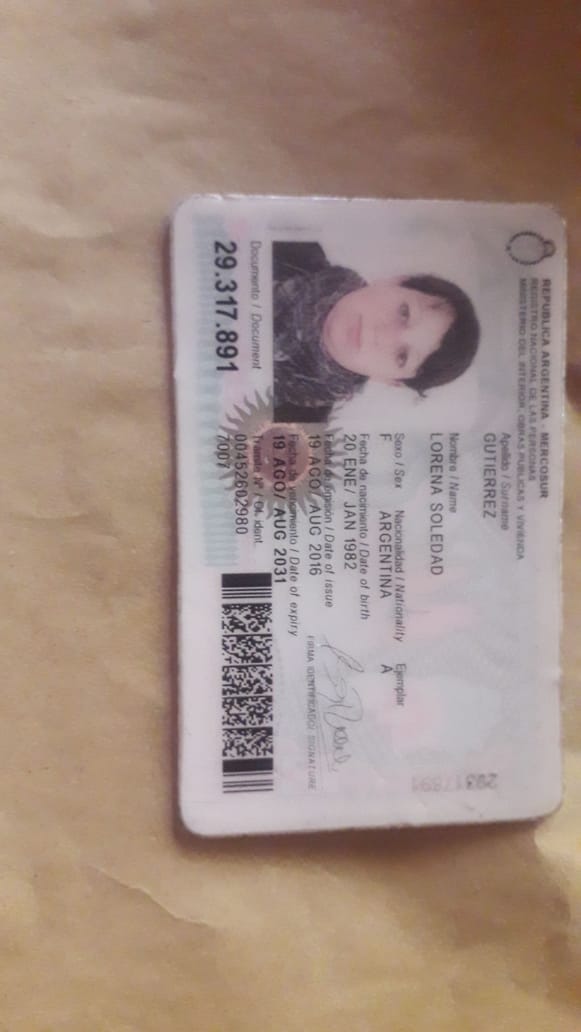 REPUBLICA ARGENTINA - MERCOSUR
REGISTRO NACIONAL DE LAS PERSONAS
MINISTERIO DEL INTERIOR, OBRAS PUBLICAS Y VIVIENDA
Apellido / Surname
GUTIERREZ
Nombre / Name
LORENA SOLEDAD
Sexo / Sex Nacionalidad / Nationality Ejemplar
F ARGENTINA A
Fecha de nacimiento / Date of birth
20 ENE/ JAN 1982
Fecha de emisión / Date of issue
19 AGO/ AUG 2016
FIRMA IDENTIFICADO/ SIGNATURE
Fecha de vencimiento / Date of expiry
19 AGO/ AUG 2031
Documento / Document
29.317.891
Trámite Nº / Of. ident.
00452602980
7007
29317891